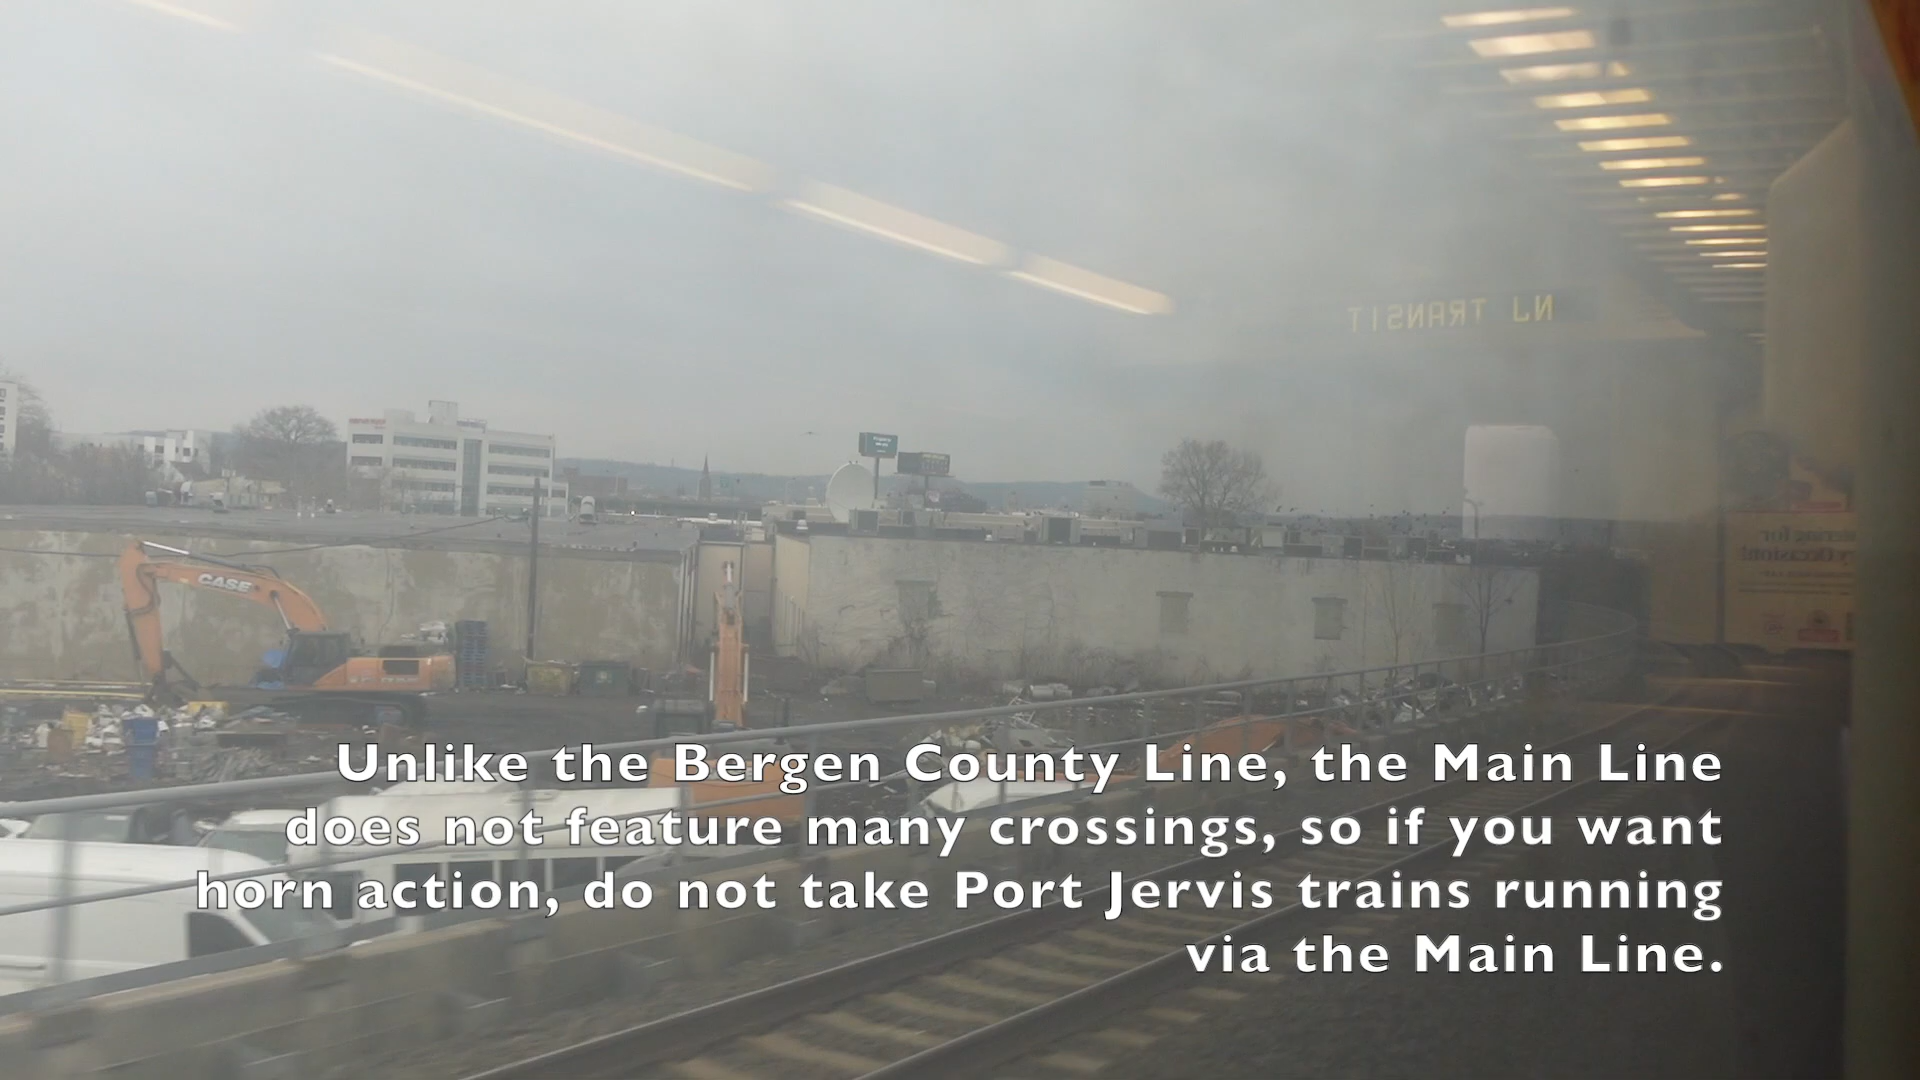 NJ TRANSIT
CASE
Unlike the Bergen County Line, the Main Line
does not feature many crossings, so if you want
horn action, do not take Port Jervis trains running
via the Main Line.